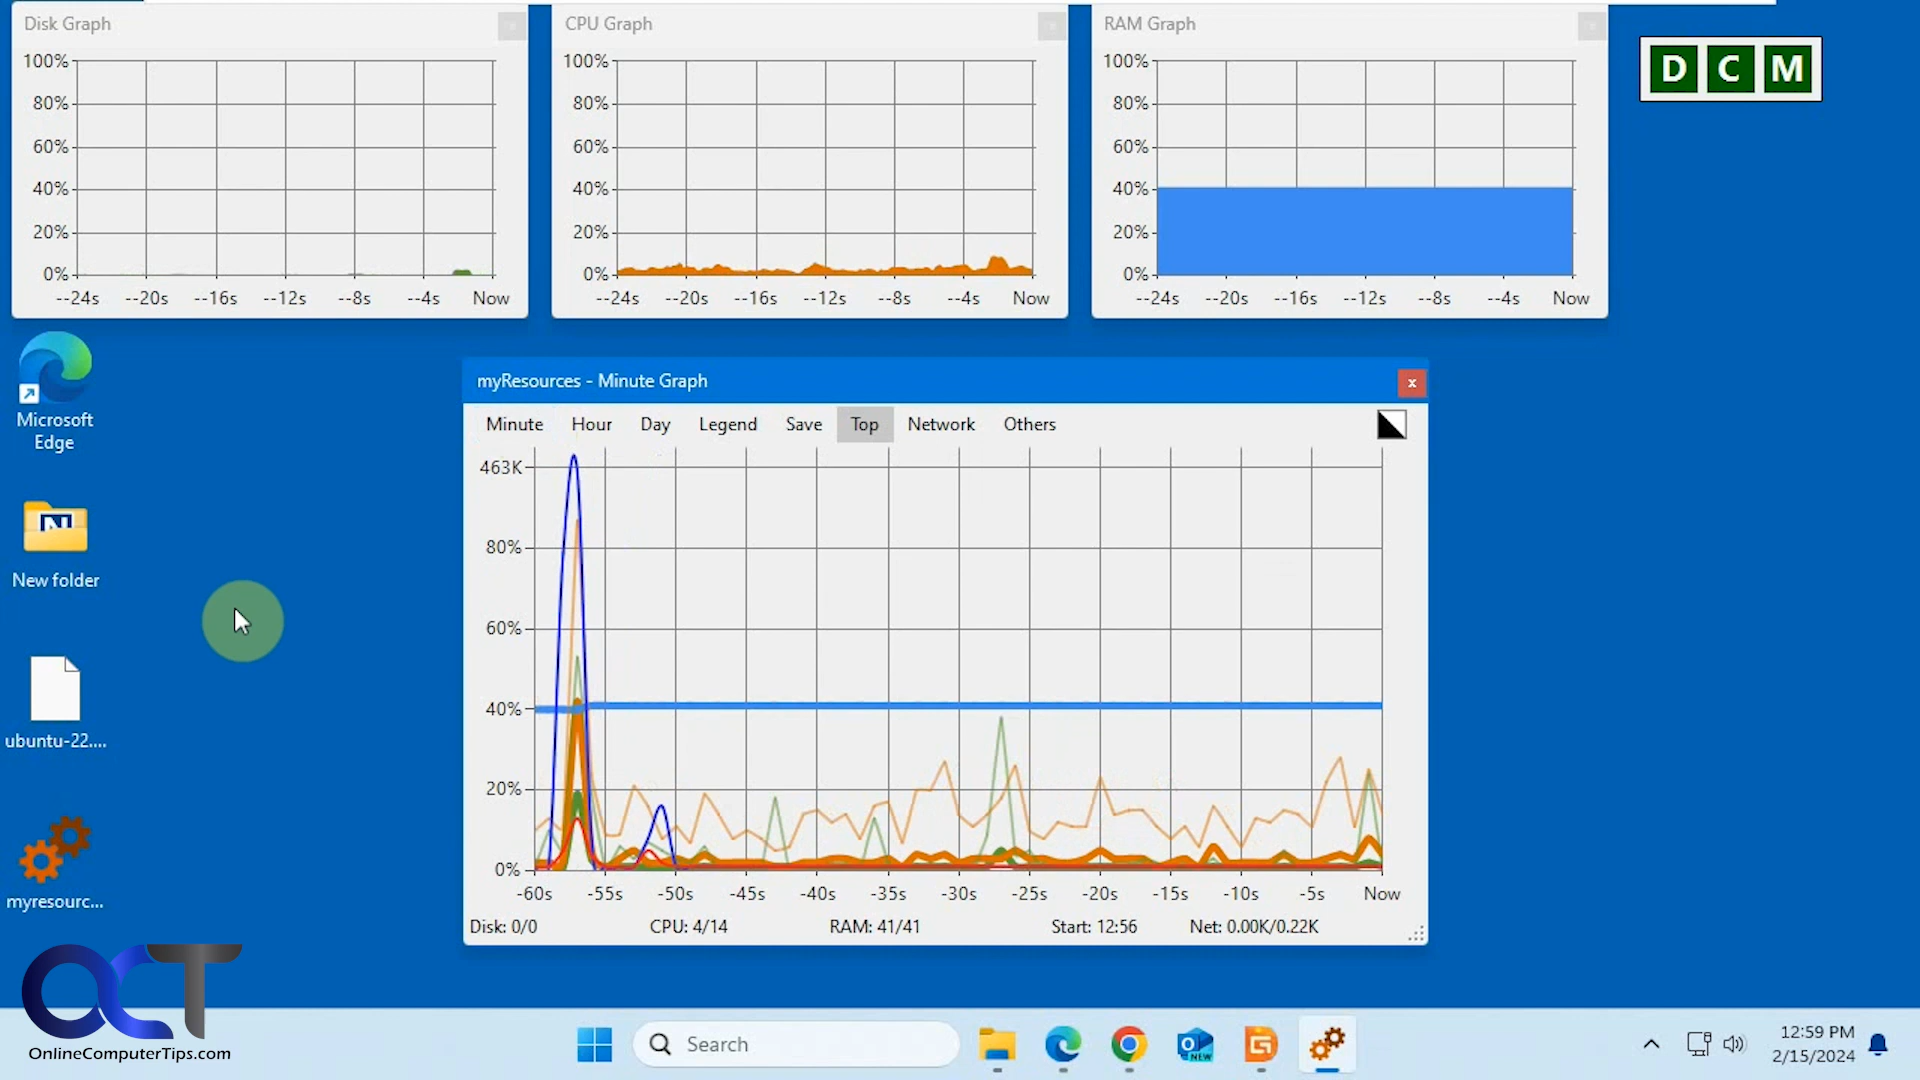 Disk Graph
100%
80%
60%
40%
20%
0%
--24s --20s --16s --12s --8s --4s Now
CPU Graph
100%
80%
60%
40%
20%
0%
--24s --20s --16s --12s --8s --4s Now
RAM Graph
100%
80%
60%
40%
20%
0%
--24s --20s --16s --12s --8s --4s Now
D C M
Microsoft
Edge
New folder
ubuntu-22....
myresourc...
myResources - Minute Graph
x
Minute Hour Day Legend Save Top Network Others
463K
80%
60%
40%
20%
0%
-60s -55s -50s -45s -40s -35s -30s -25s -20s -15s -10s -5s Now
Disk: 0/0 CPU: 4/14 RAM: 41/41 Start: 12:56 Net: 0.00K/0.22K
OCT
OnlineComputerTips.com
Search
NEW
12:59 PM
2/15/2024